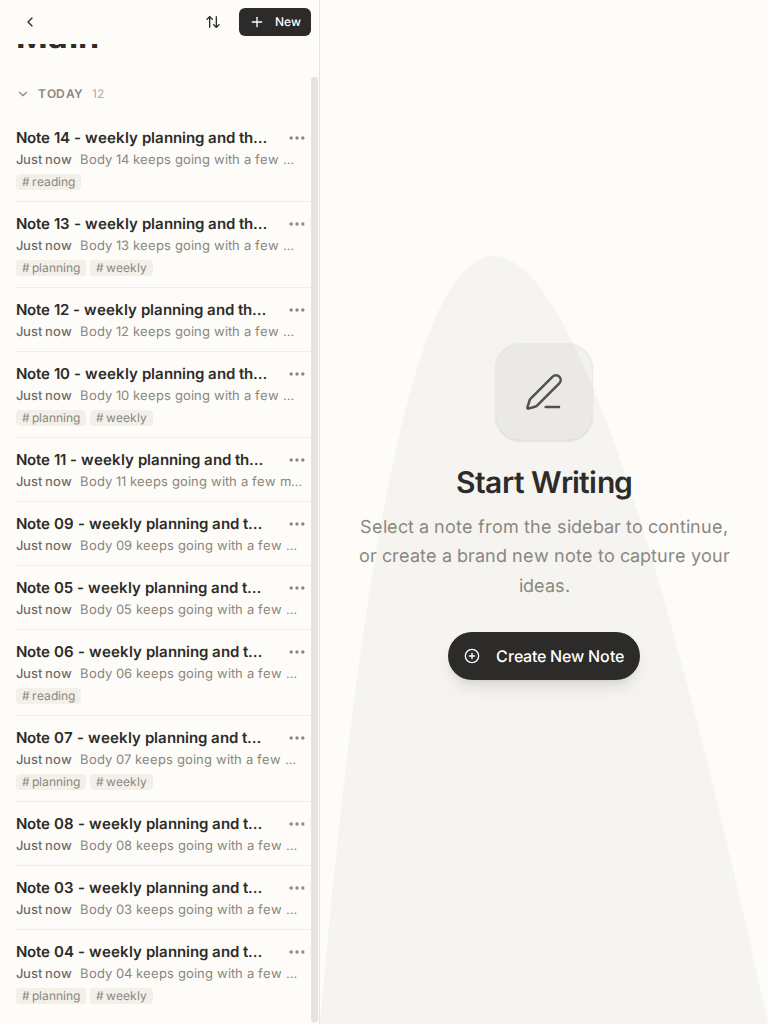 New
Main
TODAY 12
Note 14 - weekly planning and th...
Just now Body 14 keeps going with a few ...
# reading
Note 13 - weekly planning and th...
Just now Body 13 keeps going with a few ...
# planning # weekly
Note 12 - weekly planning and th...
Just now Body 12 keeps going with a few ...
Note 10 - weekly planning and th...
Just now Body 10 keeps going with a few ...
# planning # weekly
Note 11 - weekly planning and th...
Just now Body 11 keeps going with a few m...
Note 09 - weekly planning and t...
Just now Body 09 keeps going with a few ...
Note 05 - weekly planning and t...
Just now Body 05 keeps going with a few ...
Note 06 - weekly planning and t...
Just now Body 06 keeps going with a few ...
# reading
Note 07 - weekly planning and t...
Just now Body 07 keeps going with a few ...
# planning # weekly
Note 08 - weekly planning and t...
Just now Body 08 keeps going with a few ...
Note 03 - weekly planning and t...
Just now Body 03 keeps going with a few ...
Note 04 - weekly planning and t...
Just now Body 04 keeps going with a few ...
# planning # weekly
Start Writing
Select a note from the sidebar to continue,
or create a brand new note to capture your
ideas.
Create New Note